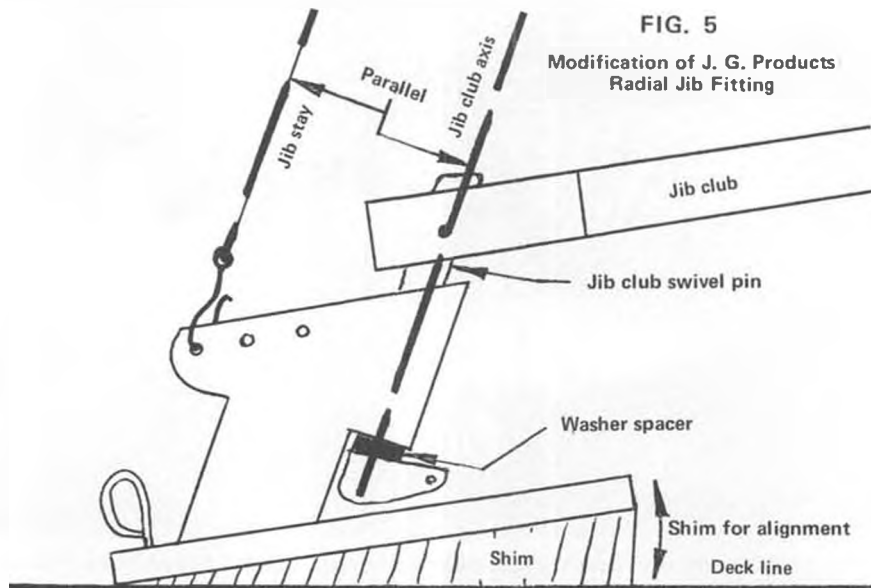 FIG. 5
Modification of J. G. Products
Radial Jib Fitting
Parallel
Jib stay
Jib club axis
Jib club
Jib club swivel pin
Washer spacer
Shim for alignment
Shim
Deck line